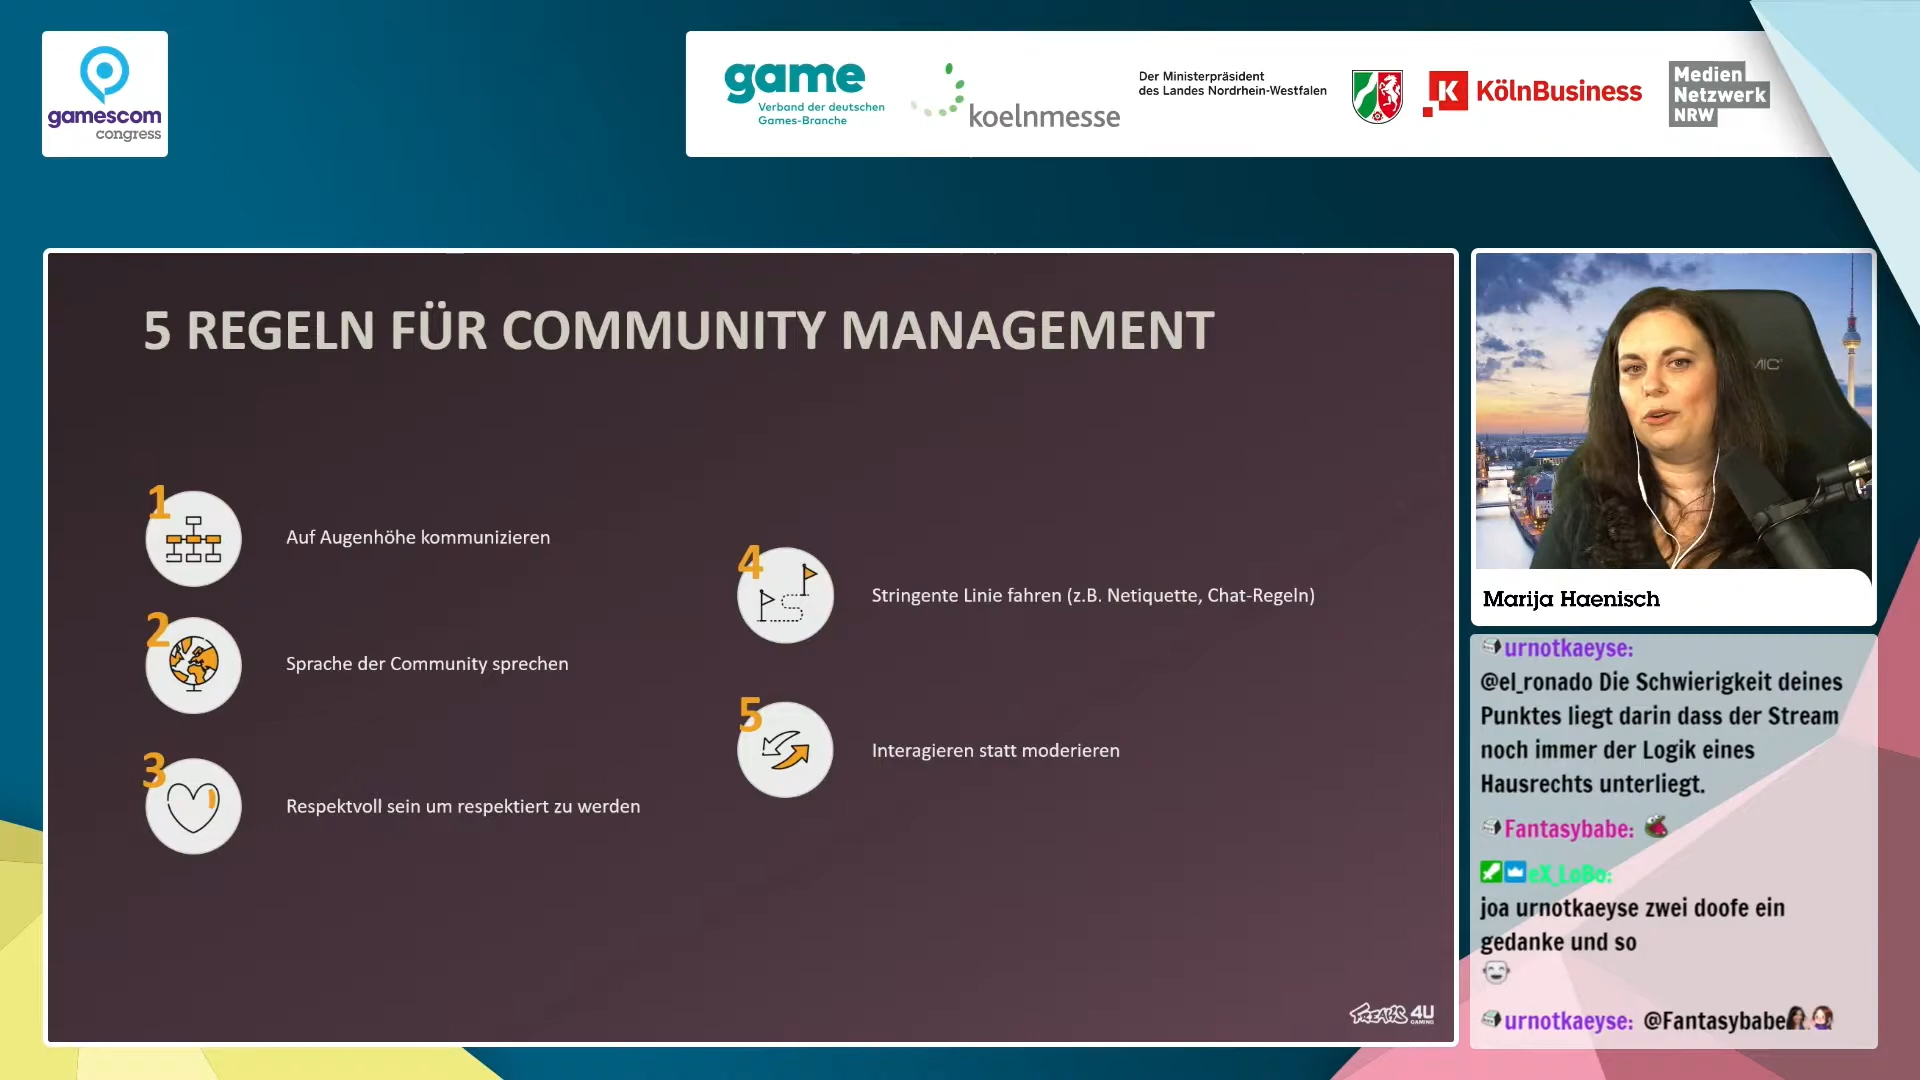 gamescom
congress
game
Verband der deutschen
Games-Branche
koelnmesse
Der Ministerpräsident
des Landes Nordrhein-Westfalen
K KölnBusiness
Medien
Netzwerk
NRW
5 REGELN FÜR COMMUNITY MANAGEMENT
1
Auf Augenhöhe kommunizieren
2
Sprache der Community sprechen
3
Respektvoll sein um respektiert zu werden
4
Stringente Linie fahren (z.B. Netiquette, Chat-Regeln)
5
Interagieren statt moderieren
FREAKS 4U
GAMING
Marija Haenisch
urnotkaeyse:
@el_ronado Die Schwierigkeit deines
Punktes liegt darin dass der Stream
noch immer der Logik eines
Hausrechts unterliegt.
Fantasybabe:
eX_LoBo:
joa urnotkaeyse zwei doofe ein
gedanke und so
urnotkaeyse: @Fantasybabe